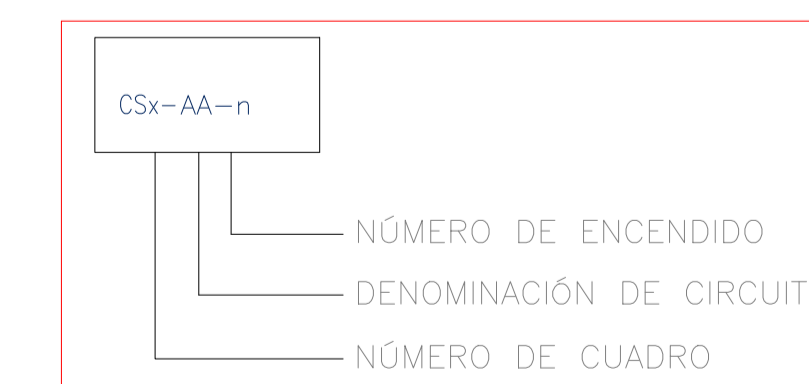 CSx-AA-n
NÚMERO DE ENCENDIDO
DENOMINACIÓN DE CIRCUIT
NÚMERO DE CUADRO